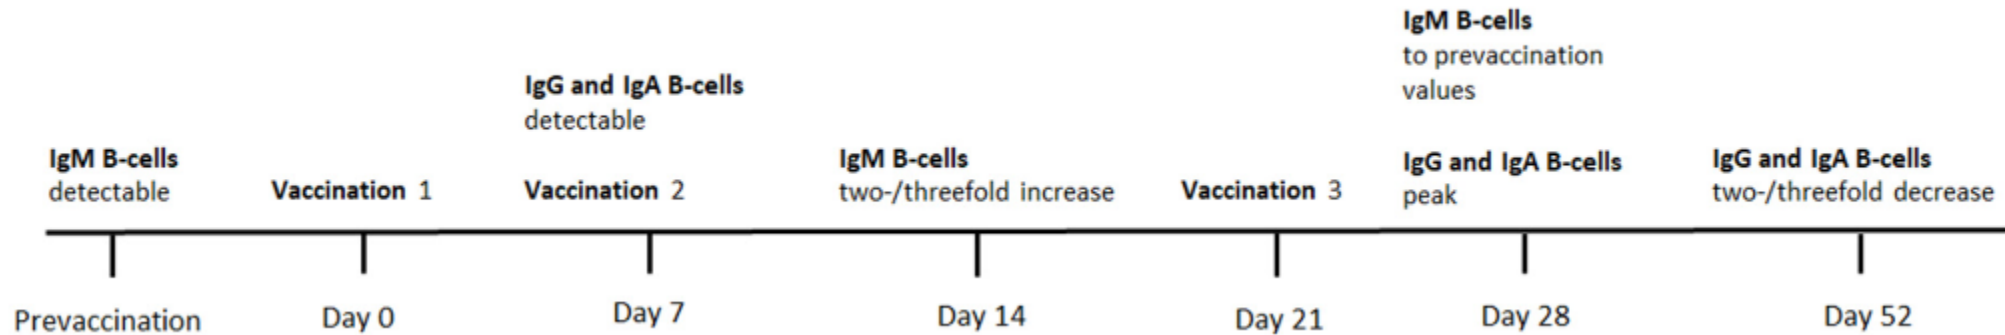 IgM B-cells
detectable
Vaccination 1
IgG and IgA B-cells
detectable
Vaccination 2
IgM B-cells
two-/threefold increase
Vaccination 3
IgM B-cells
to prevaccination
values
IgG and IgA B-cells
peak
IgG and IgA B-cells
two-/threefold decrease
Prevaccination
Day 0
Day 7
Day 14
Day 21
Day 28
Day 52